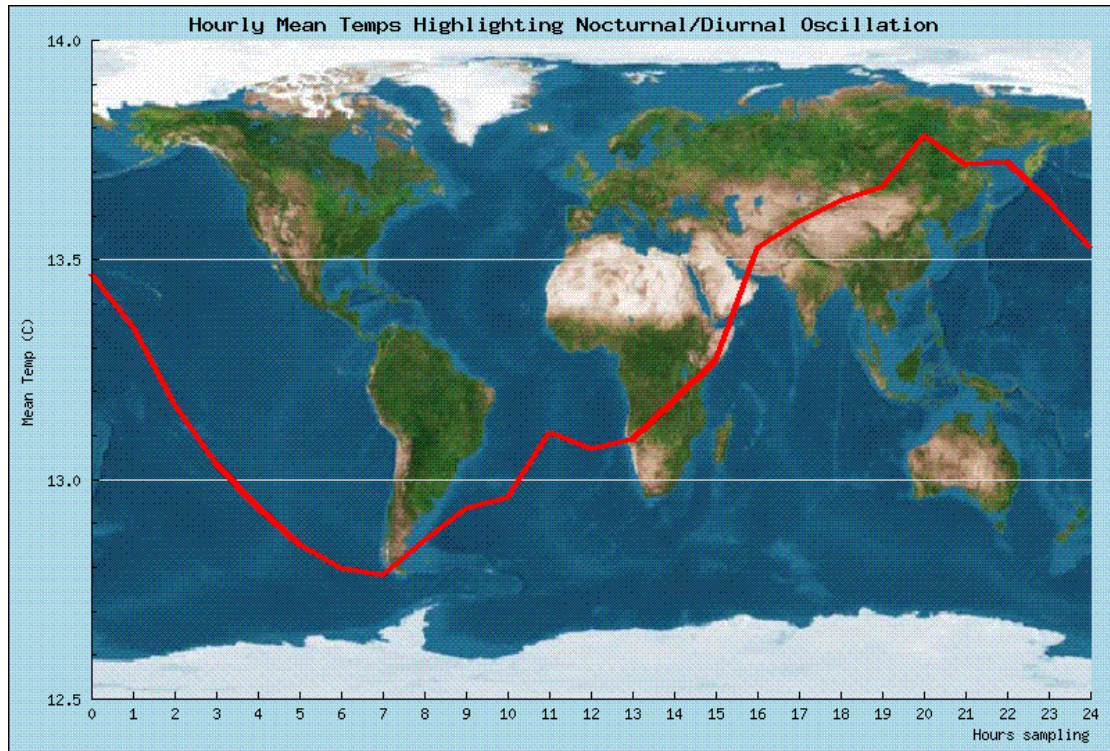 Hourly Mean Temps Highlighting Nocturnal/Diurnal Oscillation
14.0
13.5
Mean Temp (C)
13.0
12.5
0 1 2 3 4 5 6 7 8 9 10 11 12 13 14 15 16 17 18 19 20 21 22 23 24
Hours sampling